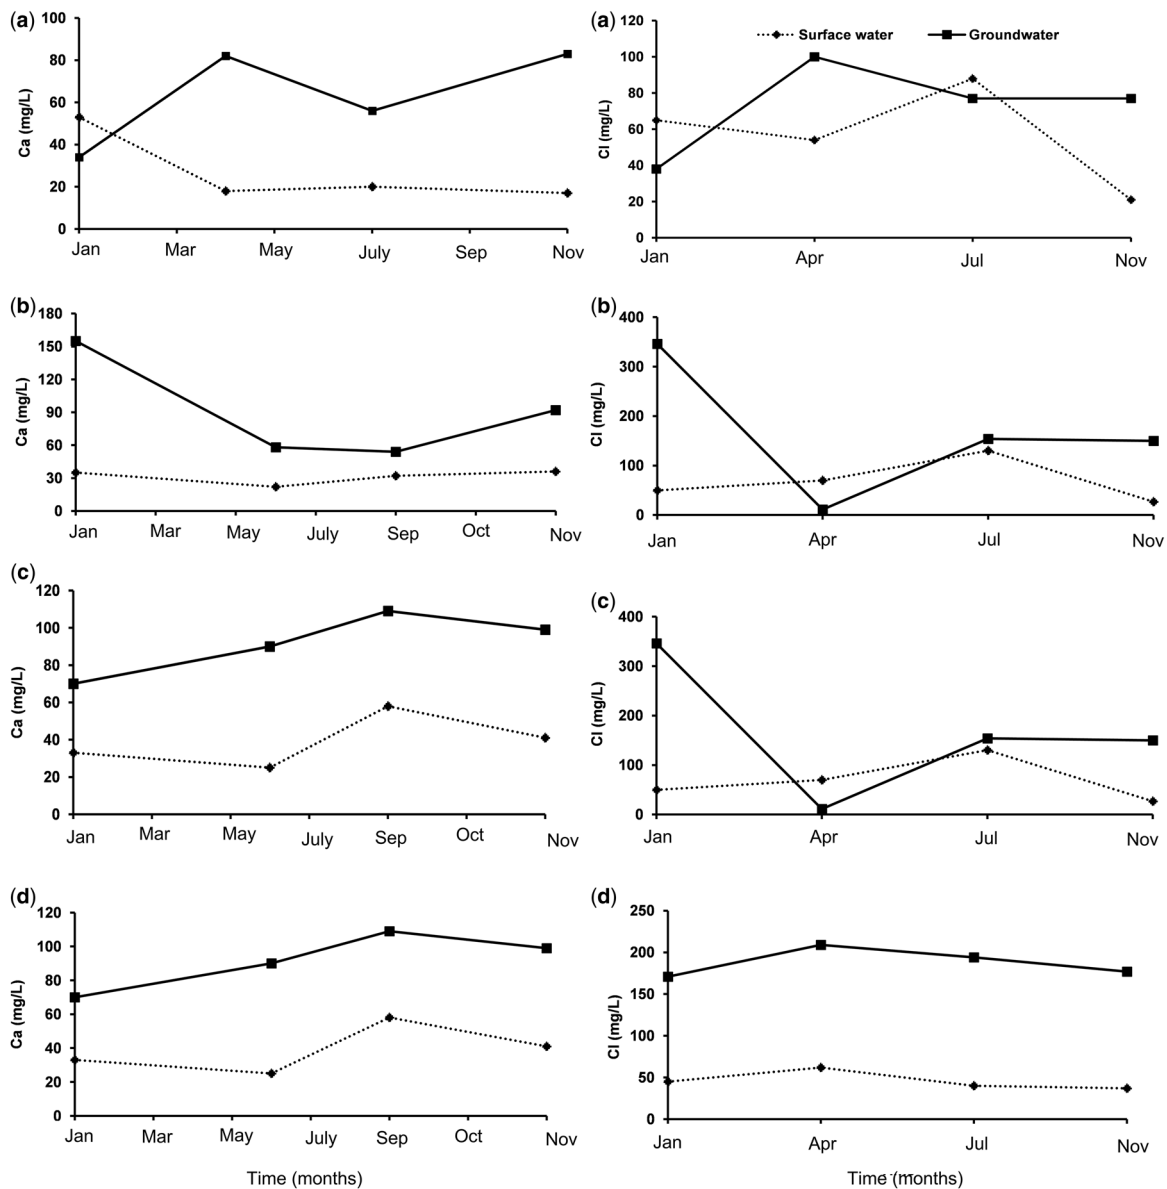 (a)
100
80
60
40
20
0
Ca (mg/L)
Jan Mar May July Sep Nov
(a)
120
100
80
60
40
20
0
Cl (mg/L)
Surface water Groundwater
Jan Apr Jul Nov
(b)
180
150
120
90
60
30
0
Ca (mg/L)
Jan Mar May July Sep Oct Nov
(b)
400
300
200
100
0
Cl (mg/L)
Jan Apr Jul Nov
(c)
120
100
80
60
40
20
0
Ca (mg/L)
Jan Mar May July Sep Oct Nov
(c)
400
300
200
100
0
Cl (mg/L)
Jan Apr Jul Nov
(d)
120
100
80
60
40
20
0
Ca (mg/L)
Jan Mar May July Sep Oct Nov
Time (months)
(d)
250
200
150
100
50
0
Cl (mg/L)
Jan Apr Jul Nov
Time (months)